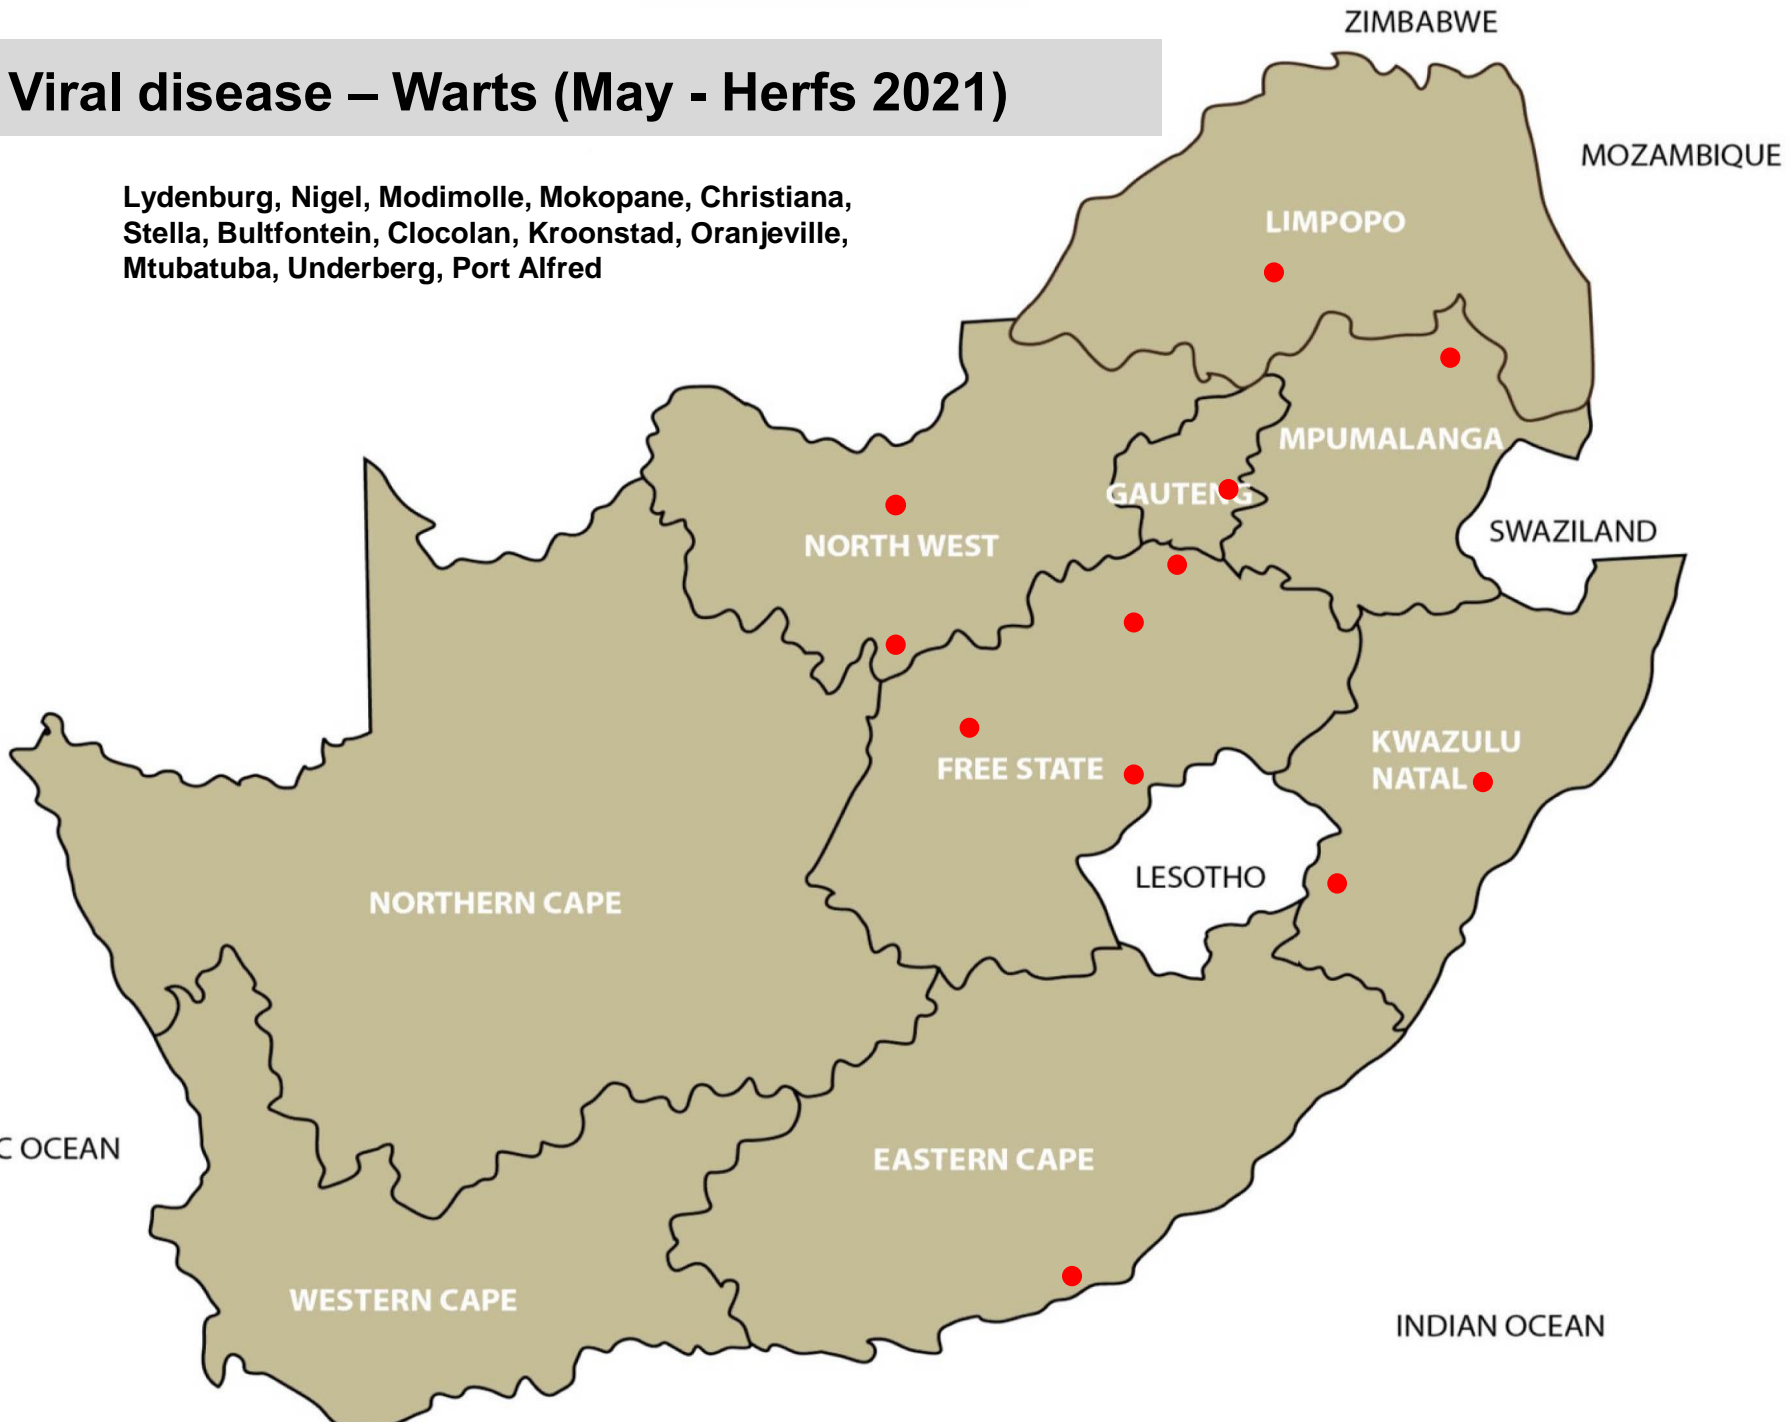 ZIMBABWE
Viral disease – Warts (May - Herfs 2021)
MOZAMBIQUE
Lydenburg, Nigel, Modimolle, Mokopane, Christiana,
Stella, Bultfontein, Clocolan, Kroonstad, Oranjeville,
Mtubatuba, Underberg, Port Alfred
LIMPOPO
MPUMALANGA
GAUTENG
SWAZILAND
NORTH WEST
KWAZULU
NATAL
FREE STATE
LESOTHO
NORTHERN CAPE
C OCEAN
EASTERN CAPE
WESTERN CAPE
INDIAN OCEAN